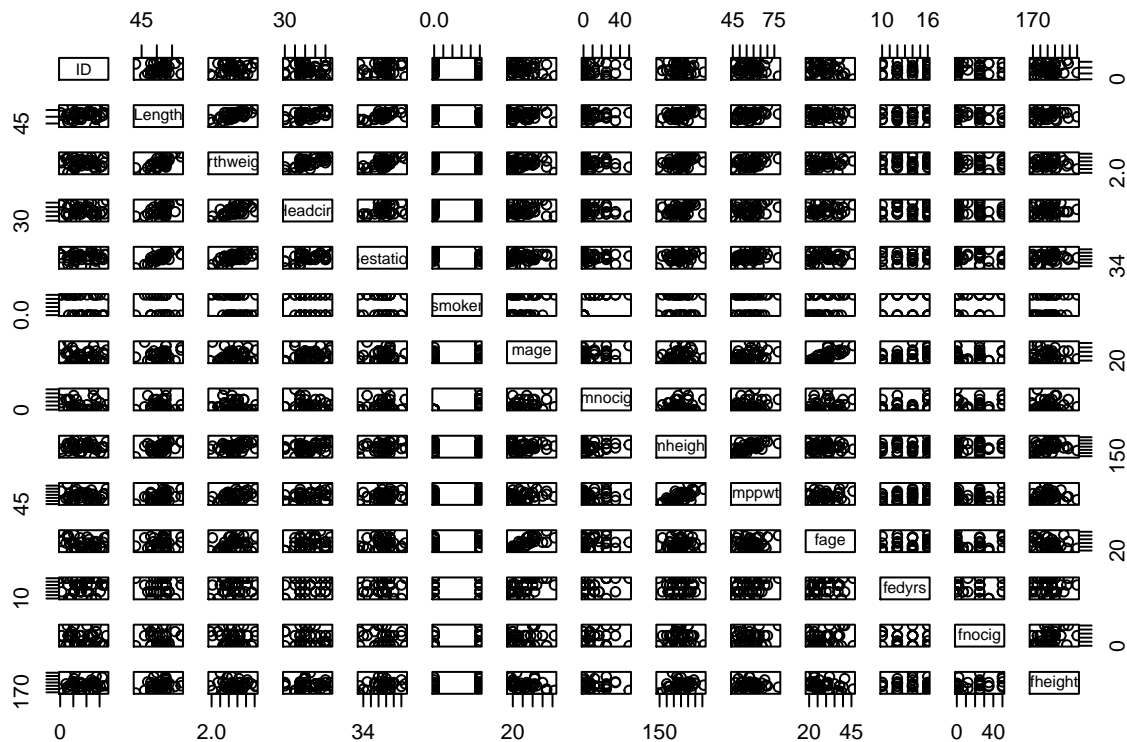 45 30 0.0 0 40 45 75 10 16 170
ID 0
45 Length
rthweig 2.0
30 Headcir
estatio 34
0.0 smoker
mage 20
0 mnocig
mheigh 150
45 mppwt
fage 20
10 fedyrs
fnocig 0
170 fheight
0 2.0 34 20 150 20 45 0 40